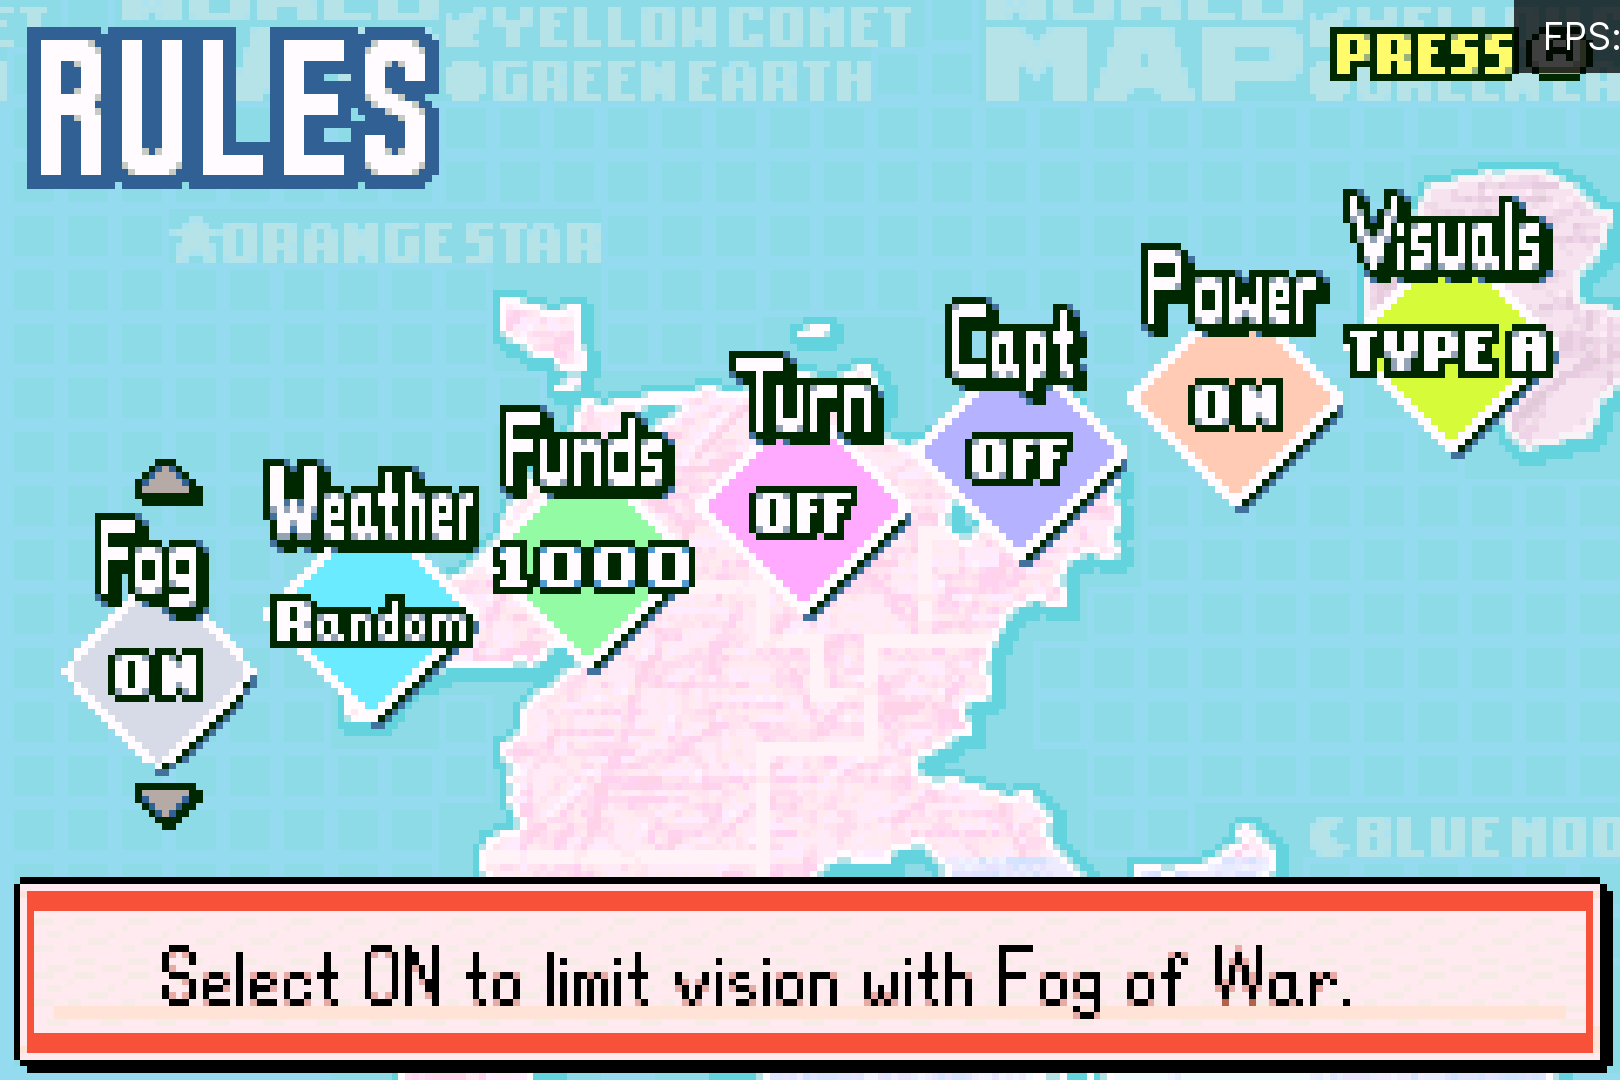 WORLD
MAP
YELLOW COMET
GREEN EARTH
PRESS
FPS:
RULES
ORANGE STAR
Visuals
TYPE A
Power
ON
Capt
OFF
Turn
OFF
Funds
1000
Weather
Random
Fog
ON
BLUE MOO
Select ON to limit vision with Fog of War.